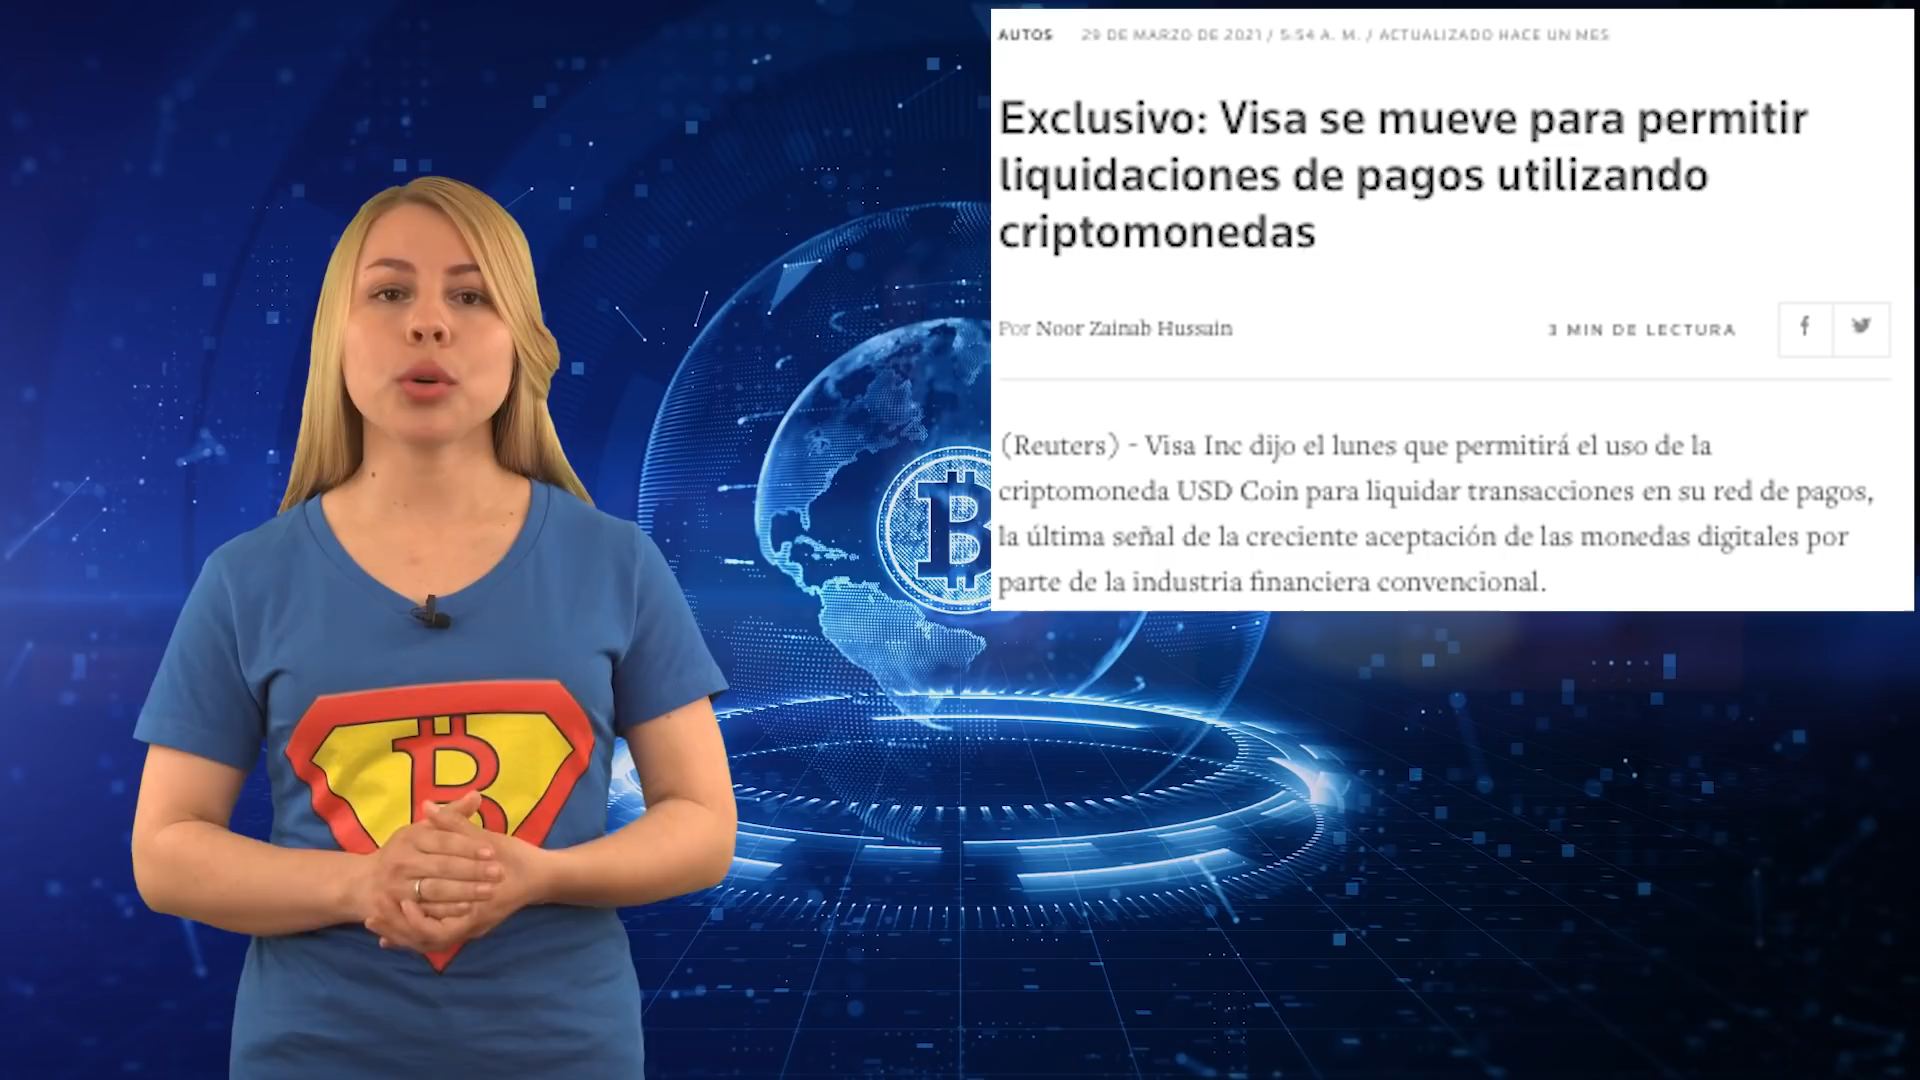 AUTOS 29 DE MARZO DE 2021 / 5:54 A. M. / ACTUALIZADO HACE UN MES
Exclusivo: Visa se mueve para permitir
liquidaciones de pagos utilizando
criptomonedas
Por Noor Zainab Hussain 3 MIN DE LECTURA
(Reuters) - Visa Inc dijo el lunes que permitirá el uso de la
criptomoneda USD Coin para liquidar transacciones en su red de pagos,
la última señal de la creciente aceptación de las monedas digitales por
parte de la industria financiera convencional.